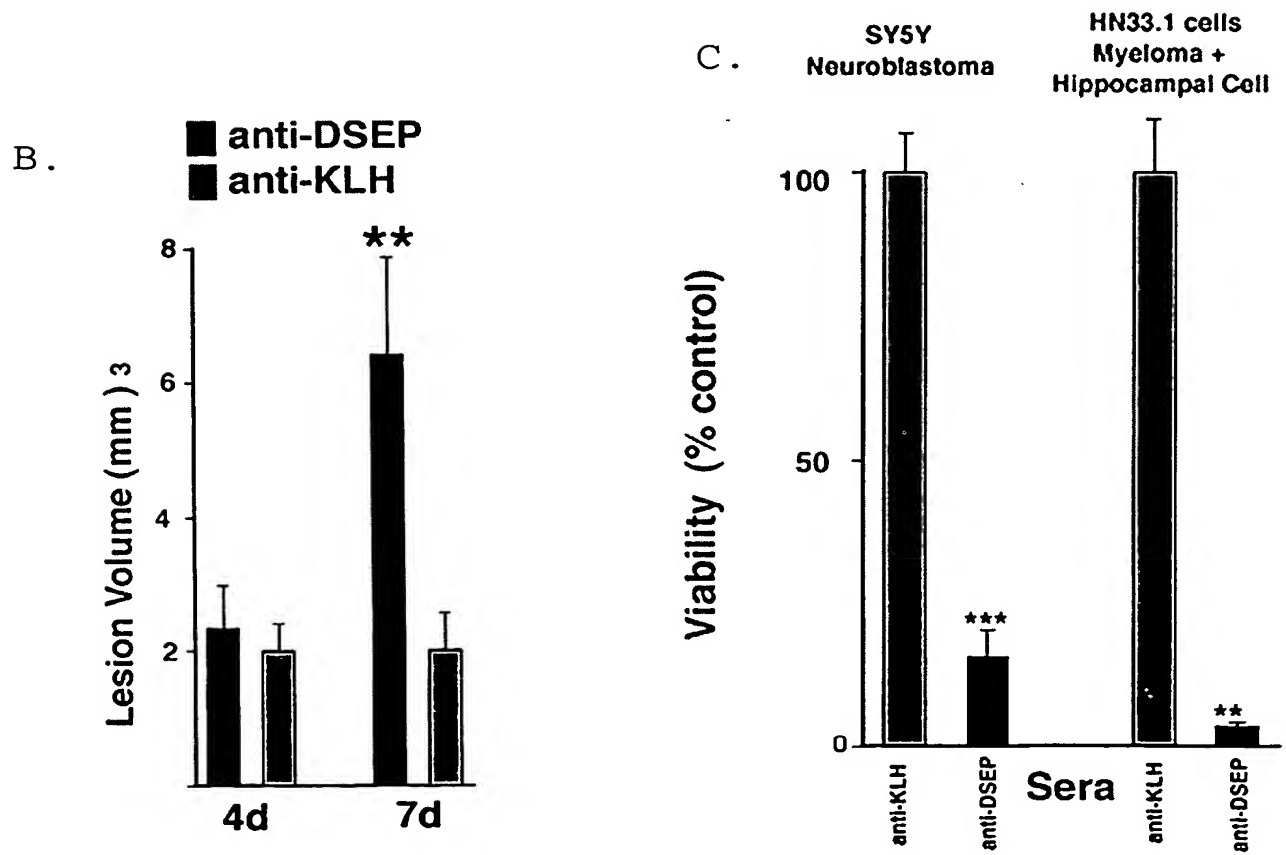 B.
anti-DSEP
anti-KLH
**
8
6
4
2
Lesion Volume (mm ) 3
4d
7d
C.
SY5Y
Neuroblastoma
HN33.1 cells
Myeloma +
Hippocampal Cell
100
50
0
Viability (% control)
***
**
anti-KLH
anti-DSEP
Sera
anti-KLH
anti-DSEP